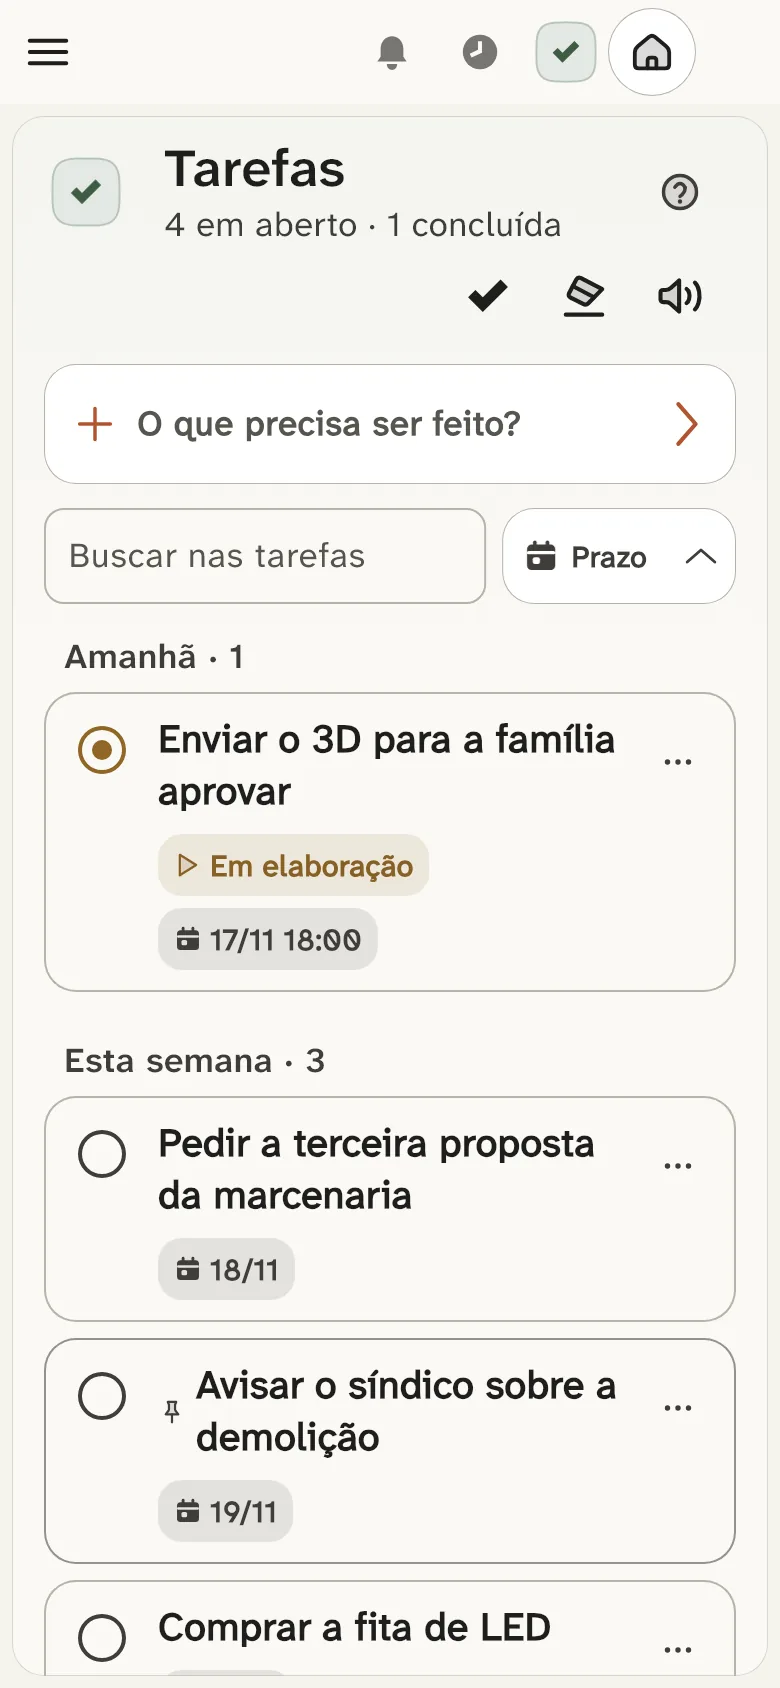 Tarefas
4 em aberto · 1 concluída
O que precisa ser feito?
Buscar nas tarefas
Prazo
Amanhã · 1
Enviar o 3D para a família
aprovar
...
Em elaboração
17/11 18:00
Esta semana · 3
Pedir a terceira proposta
da marcenaria
...
18/11
Avisar o síndico sobre a
demolição
...
19/11
Comprar a fita de LED
...